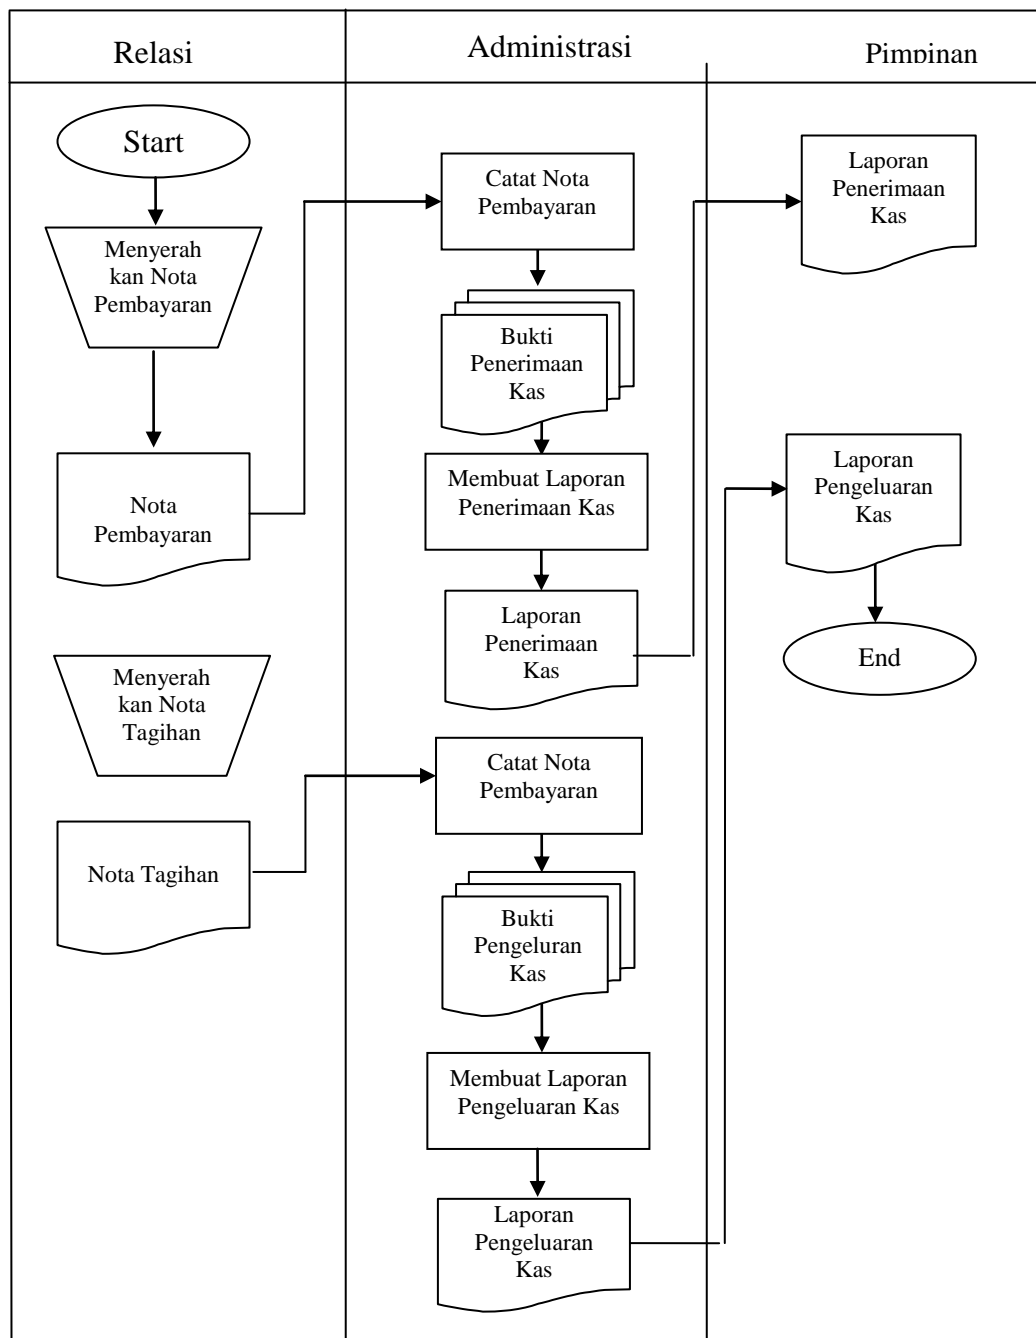 Relasi
Administrasi
Pimpinan
Start
Menyerah
kan Nota
Pembayaran
Nota
Pembayaran
Menyerah
kan Nota
Tagihan
Nota Tagihan
Catat Nota
Pembayaran
Bukti
Penerimaan
Kas
Membuat Laporan
Penerimaan Kas
Laporan
Penerimaan
Kas
Catat Nota
Pembayaran
Bukti
Pengeluran
Kas
Membuat Laporan
Pengeluaran Kas
Laporan
Pengeluaran
Kas
Laporan
Penerimaan
Kas
Laporan
Pengeluaran
Kas
End